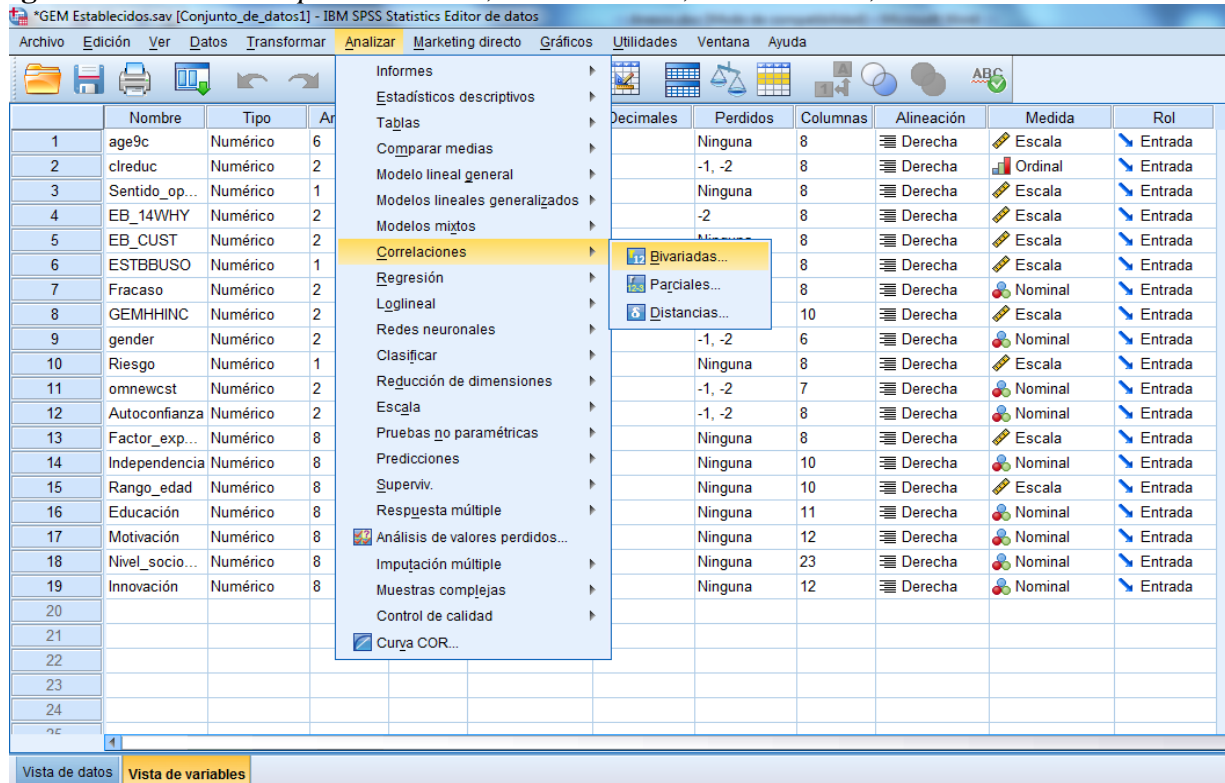 *GEM Establecidos.sav [Conjunto_de_datos1] - IBM SPSS Statistics Editor de datos
Archivo Edición Ver Datos Transformar Analizar Marketing directo Gráficos Utilidades Ventana Ayuda
Informes
Estadísticos descriptivos
Tablas
Comparar medias
Modelo lineal general
Modelos lineales generalizados
Modelos mixtos
Correlaciones
Regresión
Loglineal
Redes neuronales
Clasificar
Reducción de dimensiones
Escala
Pruebas no paramétricas
Predicciones
Superviv.
Respuesta múltiple
Análisis de valores perdidos...
Imputación múltiple
Muestras complejas
Control de calidad
Curva COR...
Bivariadas...
Parciales...
Distancias...
Nombre Tipo An Decimales Perdidos Columnas Alineación Medida Rol
1 age9c Numérico 6 Ninguna 8 Derecha Escala Entrada
2 clreduc Numérico 2 -1, -2 8 Derecha Ordinal Entrada
3 Sentido_op... Numérico 1 Ninguna 8 Derecha Escala Entrada
4 EB_14WHY Numérico 2 -2 8 Derecha Escala Entrada
5 EB_CUST Numérico 2 8 Derecha Escala Entrada
6 ESTBBUSO Numérico 1 8 Derecha Escala Entrada
7 Fracaso Numérico 2 8 Derecha Nominal Entrada
8 GEMHHINC Numérico 2 10 Derecha Escala Entrada
9 gender Numérico 2 -1, -2 6 Derecha Nominal Entrada
10 Riesgo Numérico 1 Ninguna 8 Derecha Escala Entrada
11 omnewcst Numérico 2 -1, -2 7 Derecha Nominal Entrada
12 Autoconfianza Numérico 2 -1, -2 8 Derecha Nominal Entrada
13 Factor_exp... Numérico 8 Ninguna 8 Derecha Escala Entrada
14 Independencia Numérico 8 Ninguna 10 Derecha Nominal Entrada
15 Rango_edad Numérico 8 Ninguna 10 Derecha Escala Entrada
16 Educación Numérico 8 Ninguna 11 Derecha Nominal Entrada
17 Motivación Numérico 8 Ninguna 12 Derecha Nominal Entrada
18 Nivel_socio... Numérico 8 Ninguna 23 Derecha Nominal Entrada
19 Innovación Numérico 8 Ninguna 12 Derecha Nominal Entrada
20
21
22
23
24
Vista de datos Vista de variables